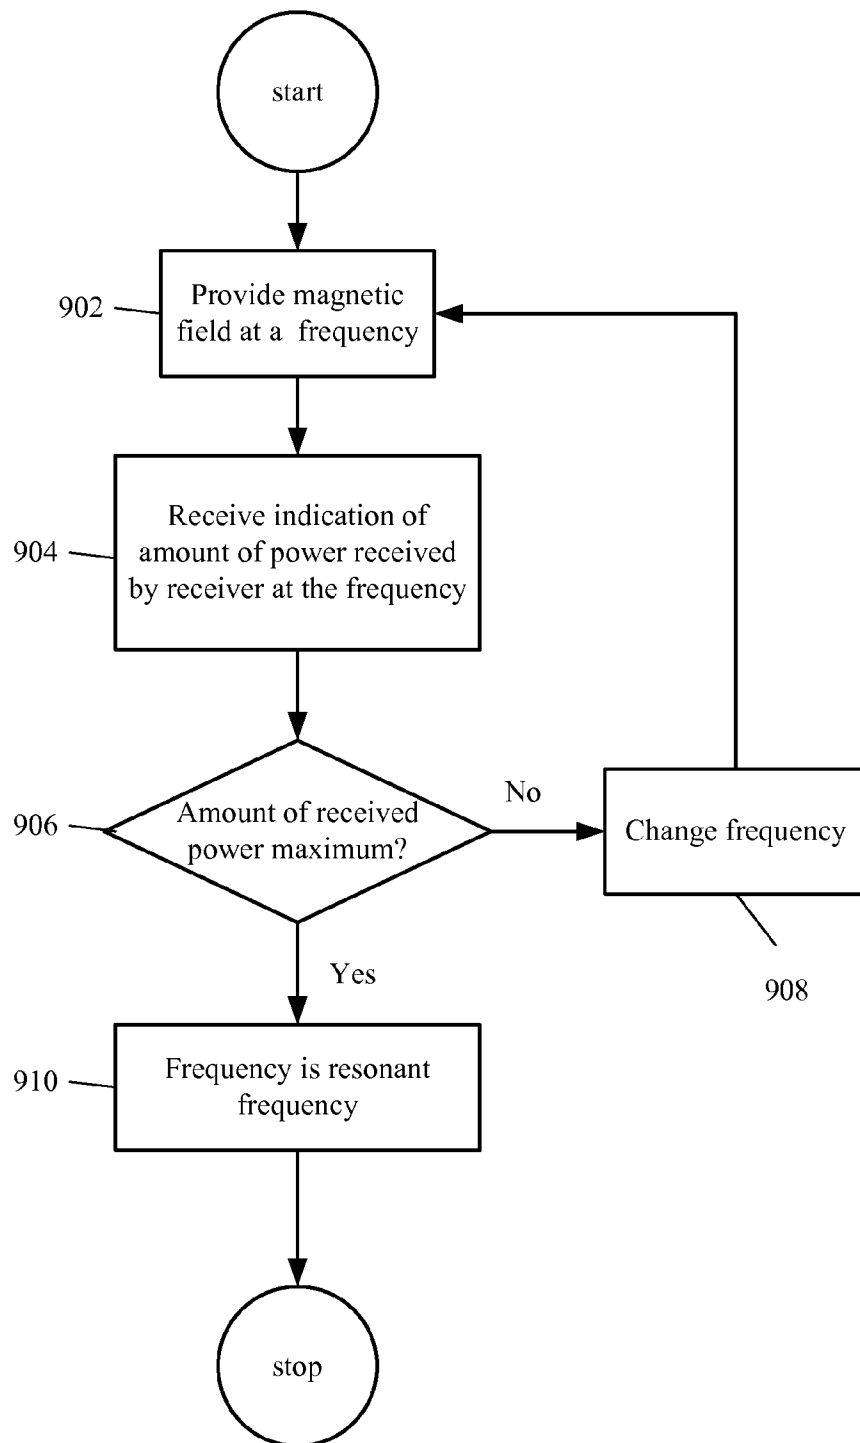 start
902
Provide magnetic
field at a frequency
904
Receive indication of
amount of power received
by receiver at the frequency
906
Amount of received
power maximum?
No
Change frequency
908
Yes
910
Frequency is resonant
frequency
stop